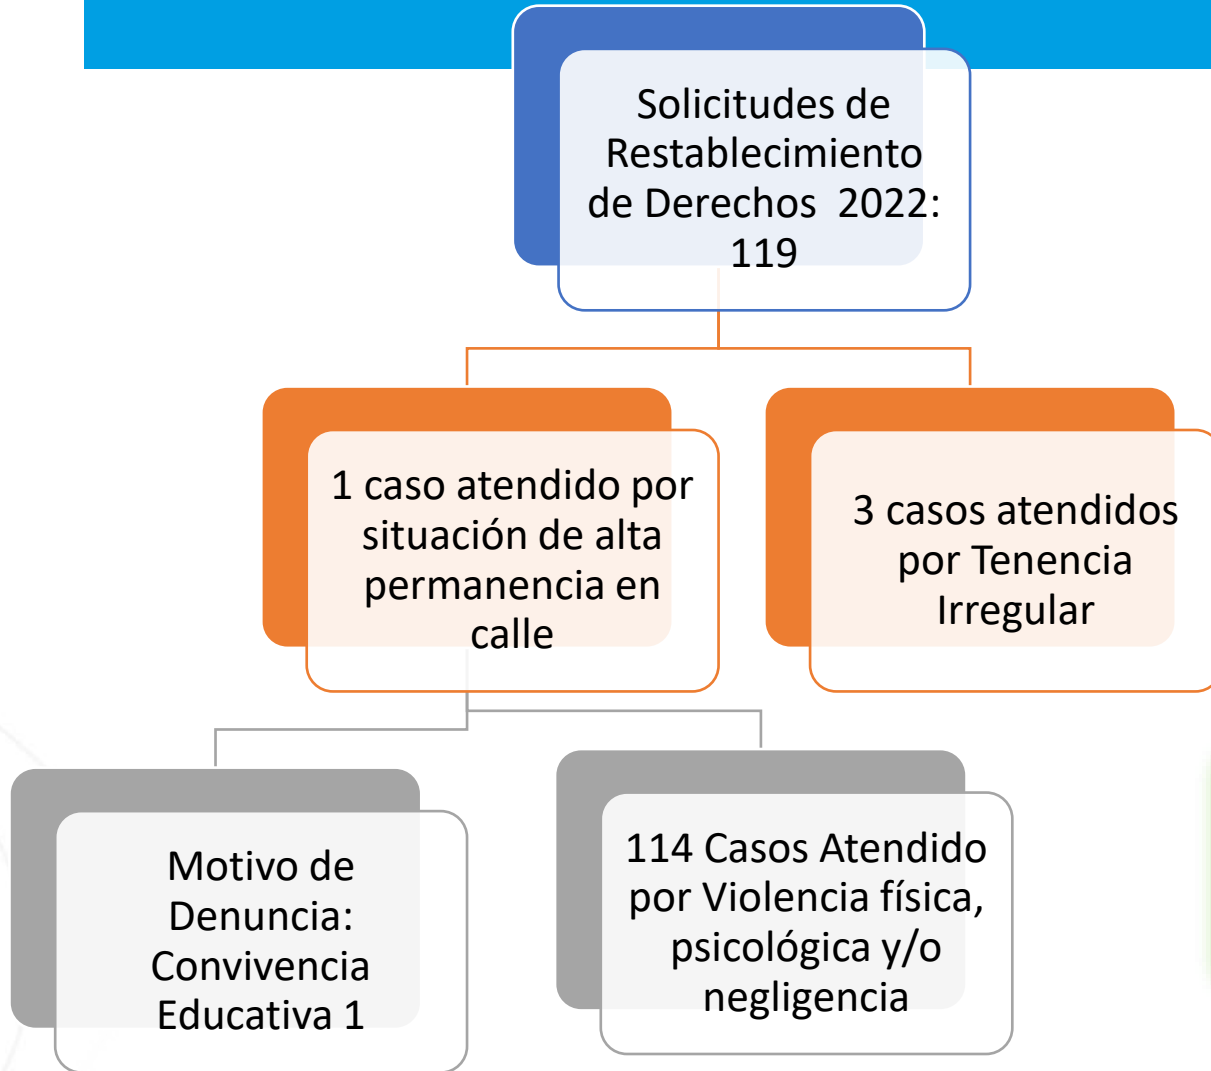 Solicitudes de
Restablecimiento
de Derechos 2022:
119
1 caso atendido por
situación de alta
permanencia en
calle
3 casos atendidos
por Tenencia
Irregular
Motivo de
Denuncia:
Convivencia
Educativa 1
114 Casos Atendido
por Violencia física,
psicológica y/o
negligencia